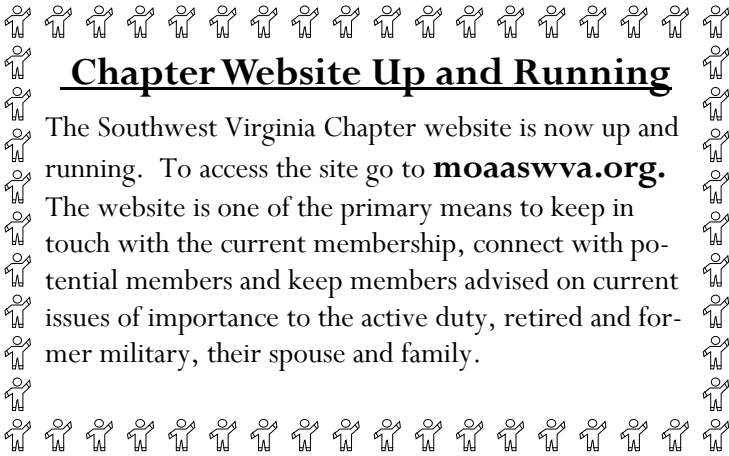 Chapter Website Up and Running
The Southwest Virginia Chapter website is now up and
running.  To access the site go to moaaswva.org.
The website is one of the primary means to keep in
touch with the current membership, connect with po-
tential members and keep members advised on current
issues of importance to the active duty, retired and for-
mer military, their spouse and family.